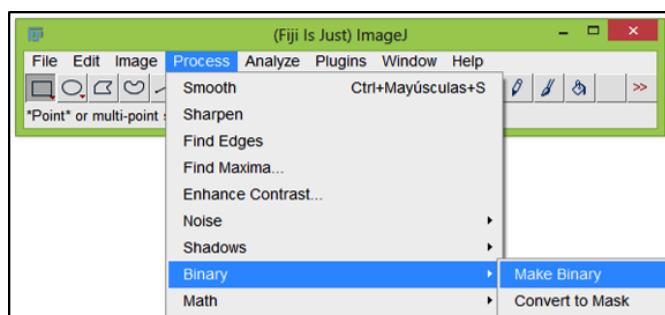 (Fiji Is Just) ImageJ
File Edit Image Process Analyze Plugins Window Help
*Point* or multi-point
Smooth Ctrl+Mayúsculas+S
Sharpen
Find Edges
Find Maxima...
Enhance Contrast...
Noise
Shadows
Binary
Make Binary
Math
Convert to Mask